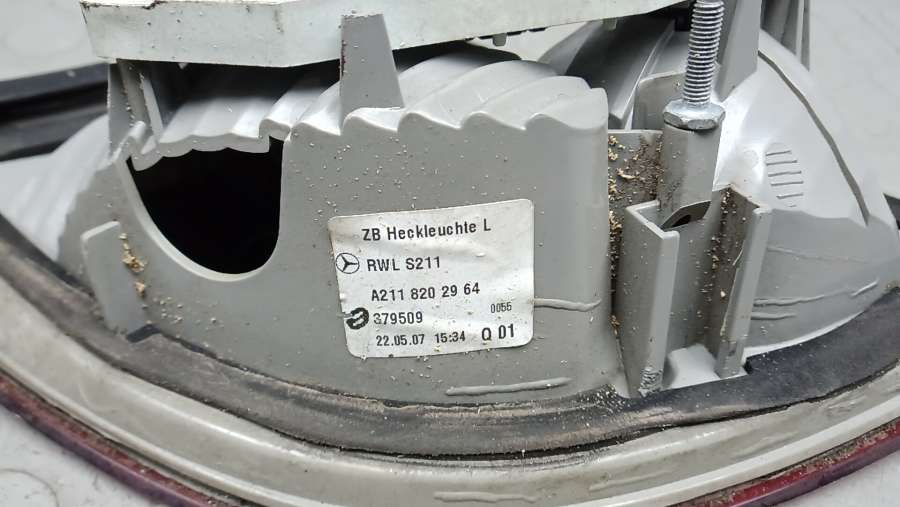 ZB Heckleuchte L
RWL S211
A211 820 29 64
379509 0055
22.05.07 15:34 Q 01